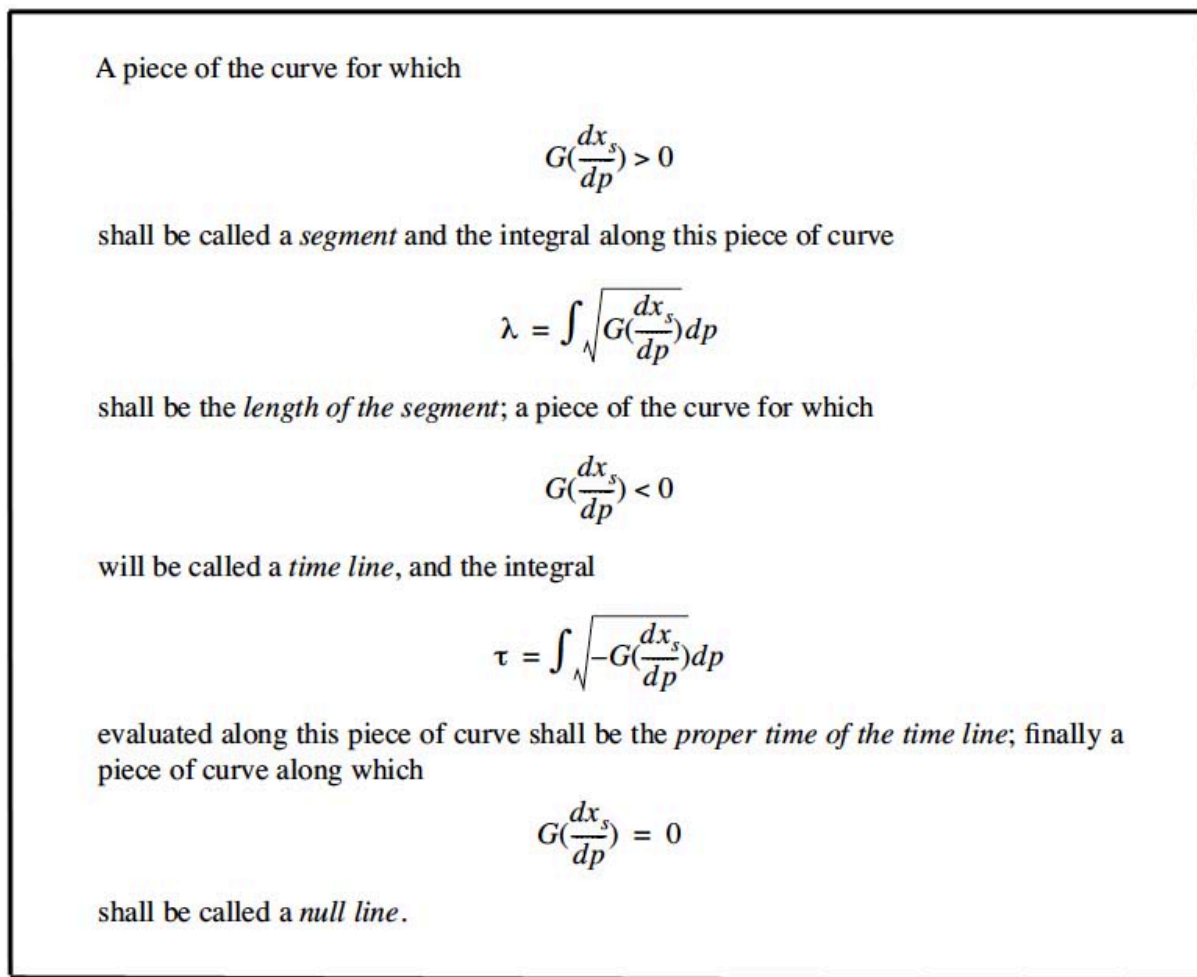 A piece of the curve for which
G(dx_s/dp) > 0
shall be called a segment and the integral along this piece of curve
λ = ∫ √G(dx_s/dp) dp
shall be the length of the segment; a piece of the curve for which
G(dx_s/dp) < 0
will be called a time line, and the integral
τ = ∫ √−G(dx_s/dp) dp
evaluated along this piece of curve shall be the proper time of the time line; finally a
piece of curve along which
G(dx_s/dp) = 0
shall be called a null line.